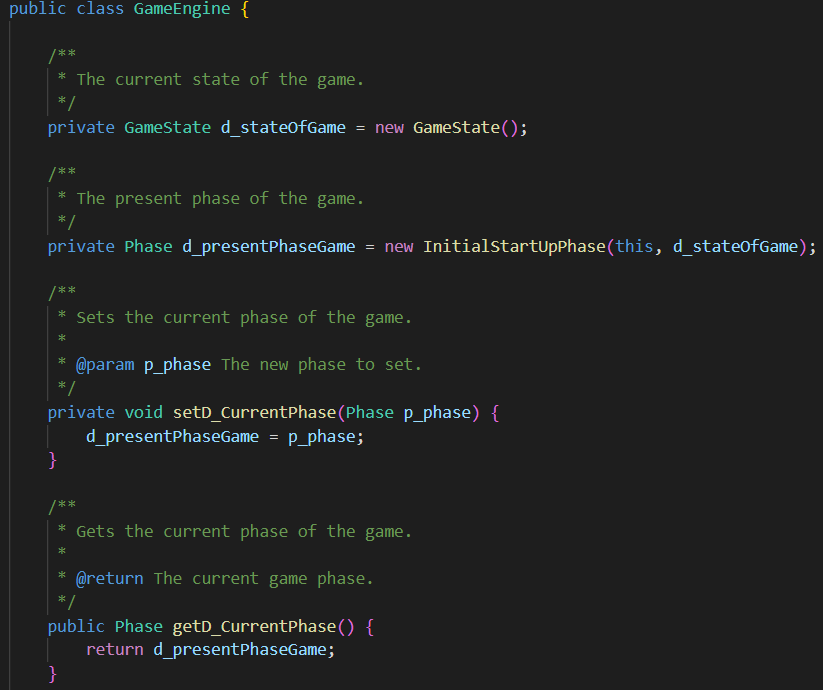 public class GameEngine {
/**
* The current state of the game.
*/
private GameState d_stateOfGame = new GameState();
/**
* The present phase of the game.
*/
private Phase d_presentPhaseGame = new InitialStartUpPhase(this, d_stateOfGame);
/**
* Sets the current phase of the game.
*
* @param p_phase The new phase to set.
*/
private void setD_CurrentPhase(Phase p_phase) {
d_presentPhaseGame = p_phase;
}
/**
* Gets the current phase of the game.
*
* @return The current game phase.
*/
public Phase getD_CurrentPhase() {
return d_presentPhaseGame;
}